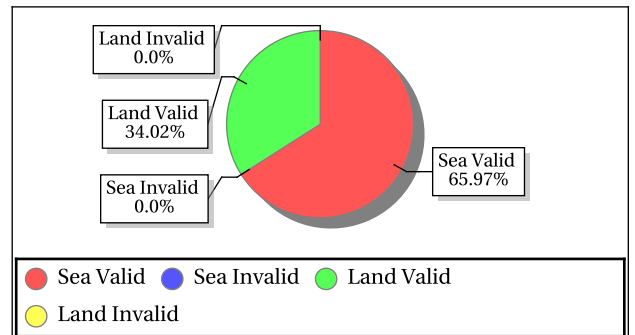 Land Invalid
0.0%
Land Valid
34.02%
Sea Invalid
0.0%
Sea Valid
65.97%
Sea Valid Sea Invalid Land Valid
Land Invalid